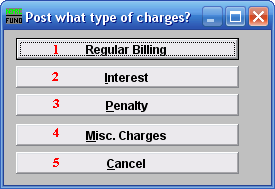 FUND
Post what type of charges?
1 Regular Billing
2 Interest
3 Penalty
4 Misc. Charges
5 Cancel